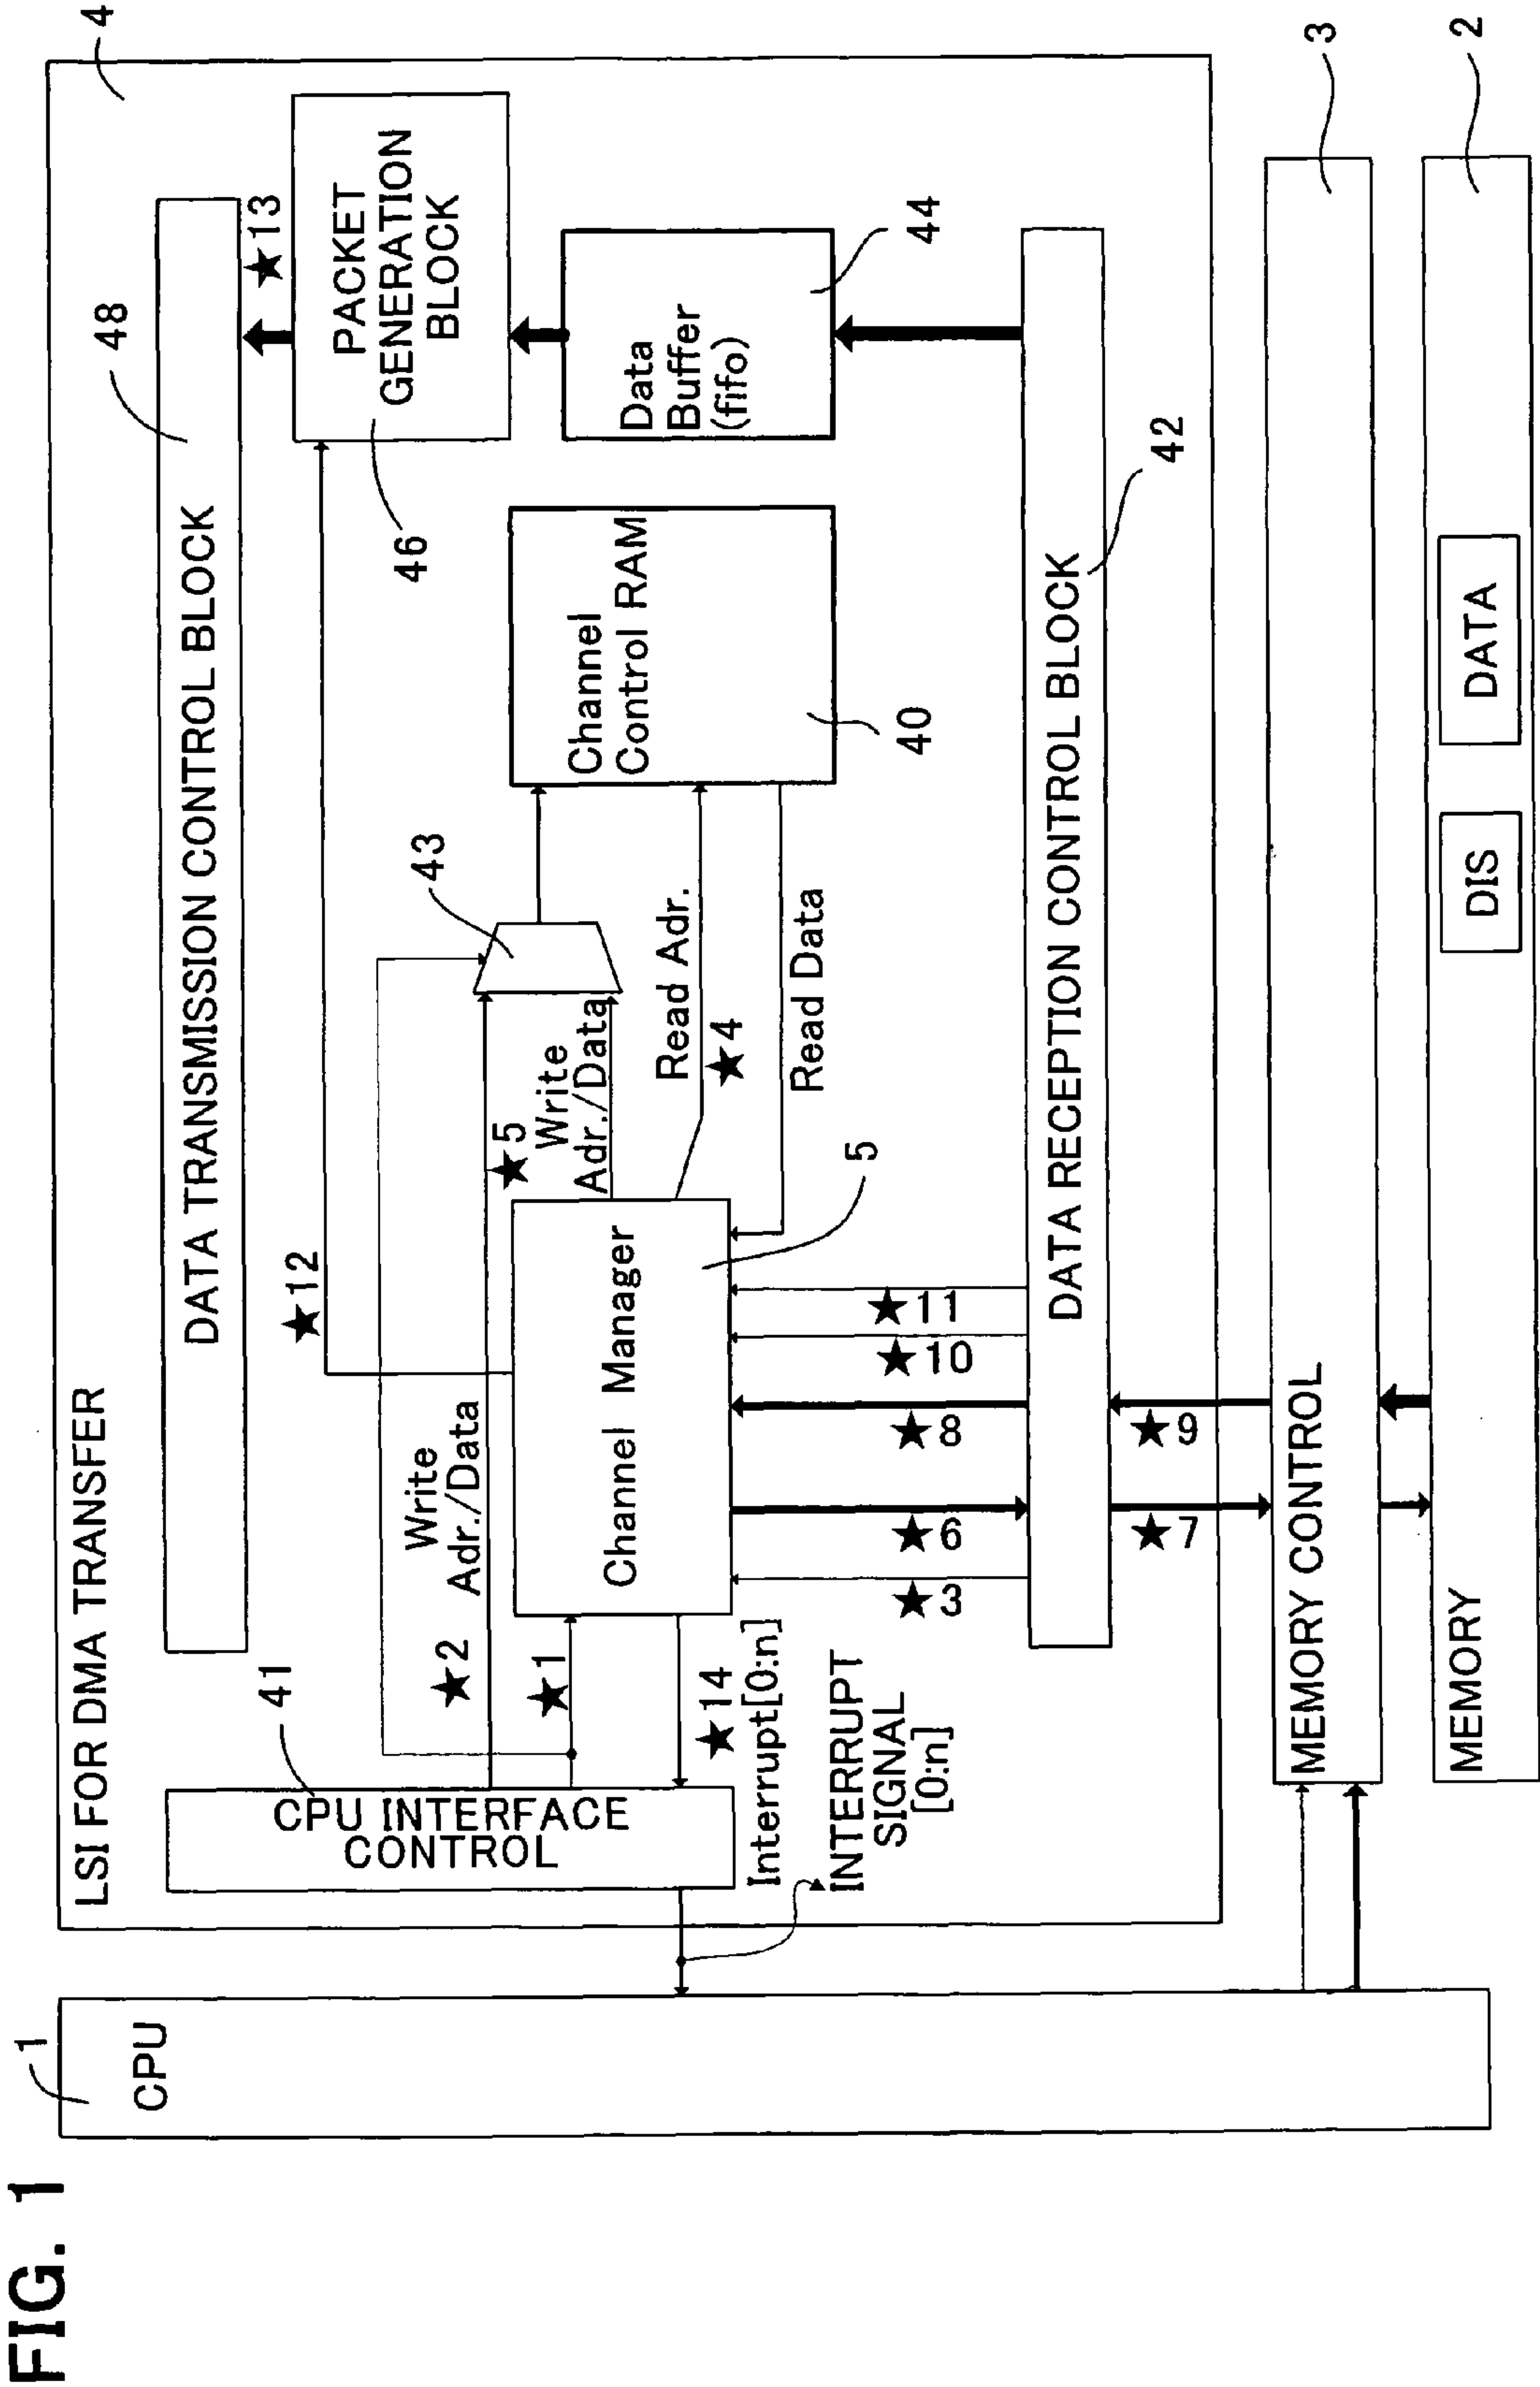 FIG. 1
1
CPU
4
LSI FOR DMA TRANSFER
48
DATA TRANSMISSION CONTROL BLOCK
★13
★12
46
PACKET
GENERATION
BLOCK
41
CPU INTERFACE
CONTROL
★2
Write
Adr./Data
★1
43
★5
Write
Adr./Data
Channel Manager
5
Read Adr.
★4
Read Data
Channel
Control RAM
40
Data
Buffer
(fifo)
44
★14
Interrupt[0:n]
INTERRUPT
SIGNAL
[0:n]
★3
★6
★8
★10
★11
DATA RECEPTION CONTROL BLOCK
42
★7
★9
MEMORY CONTROL
3
MEMORY
DIS
DATA
2